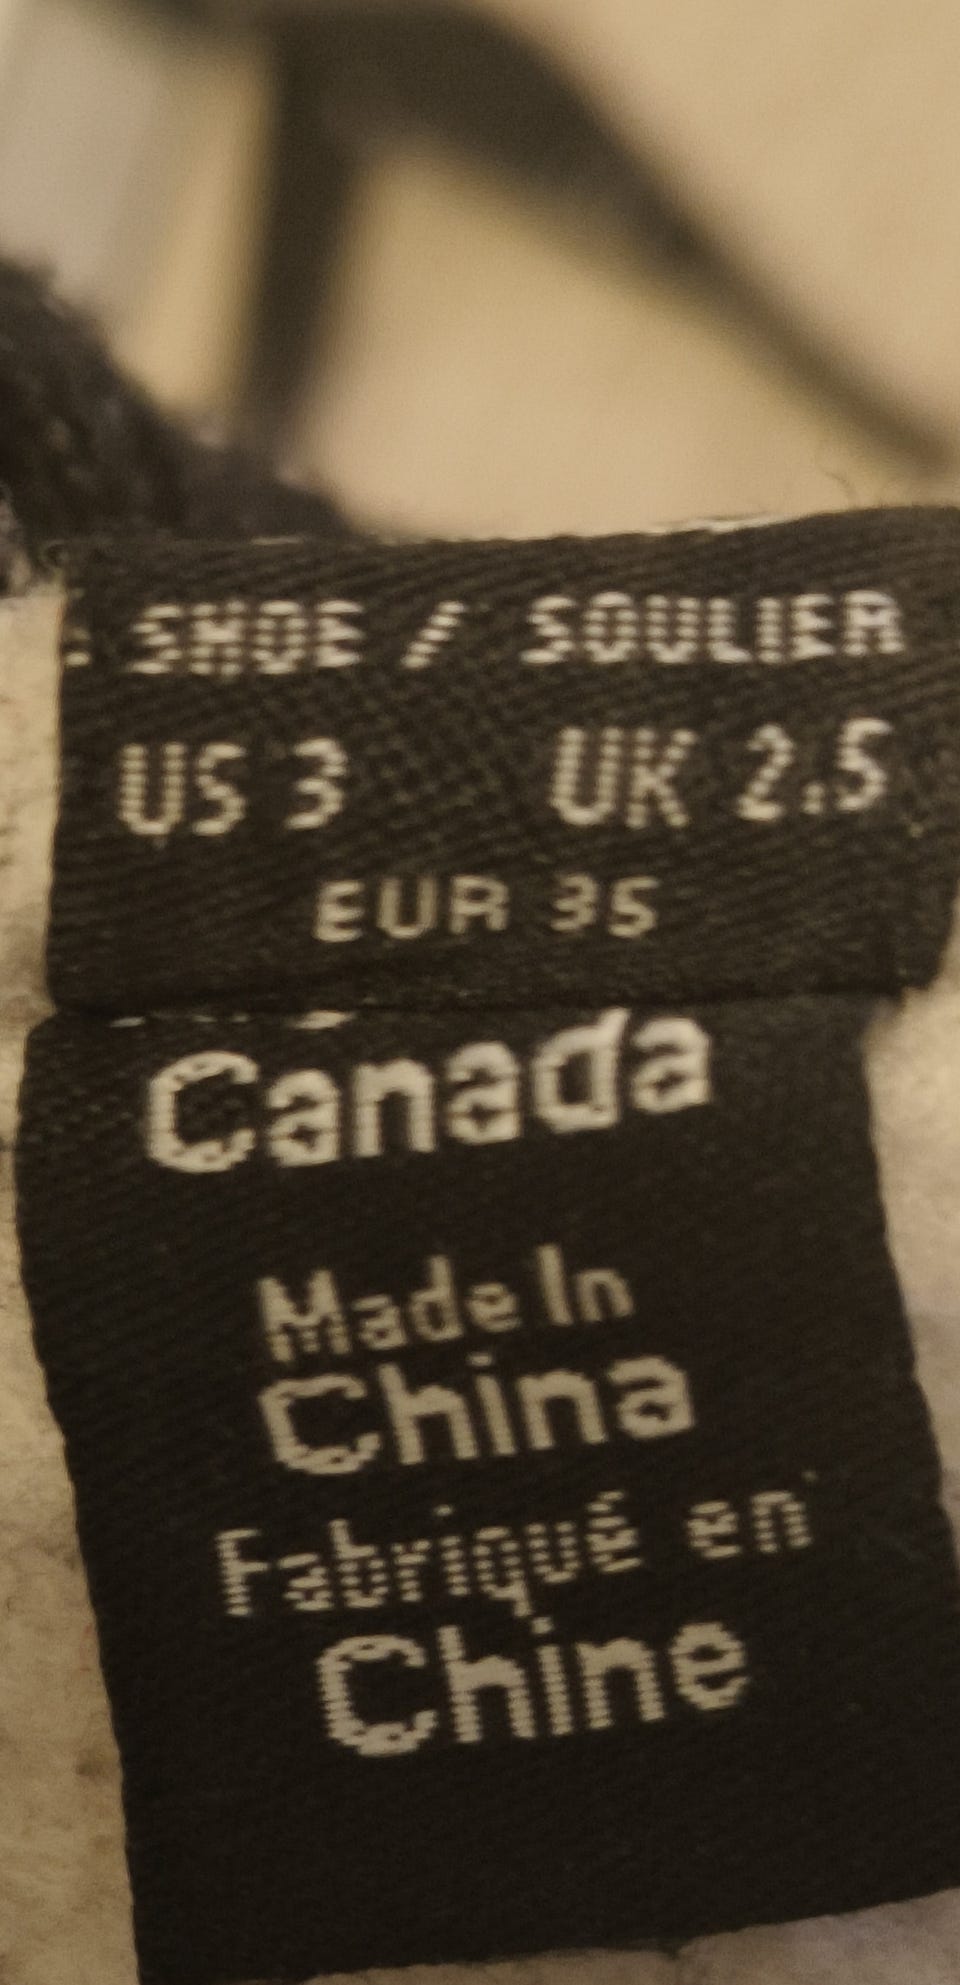 SHOE / SOULIER
US 3 UK 2.5
EUR 35
Canada
Made In
China
Fabriqué en
Chine